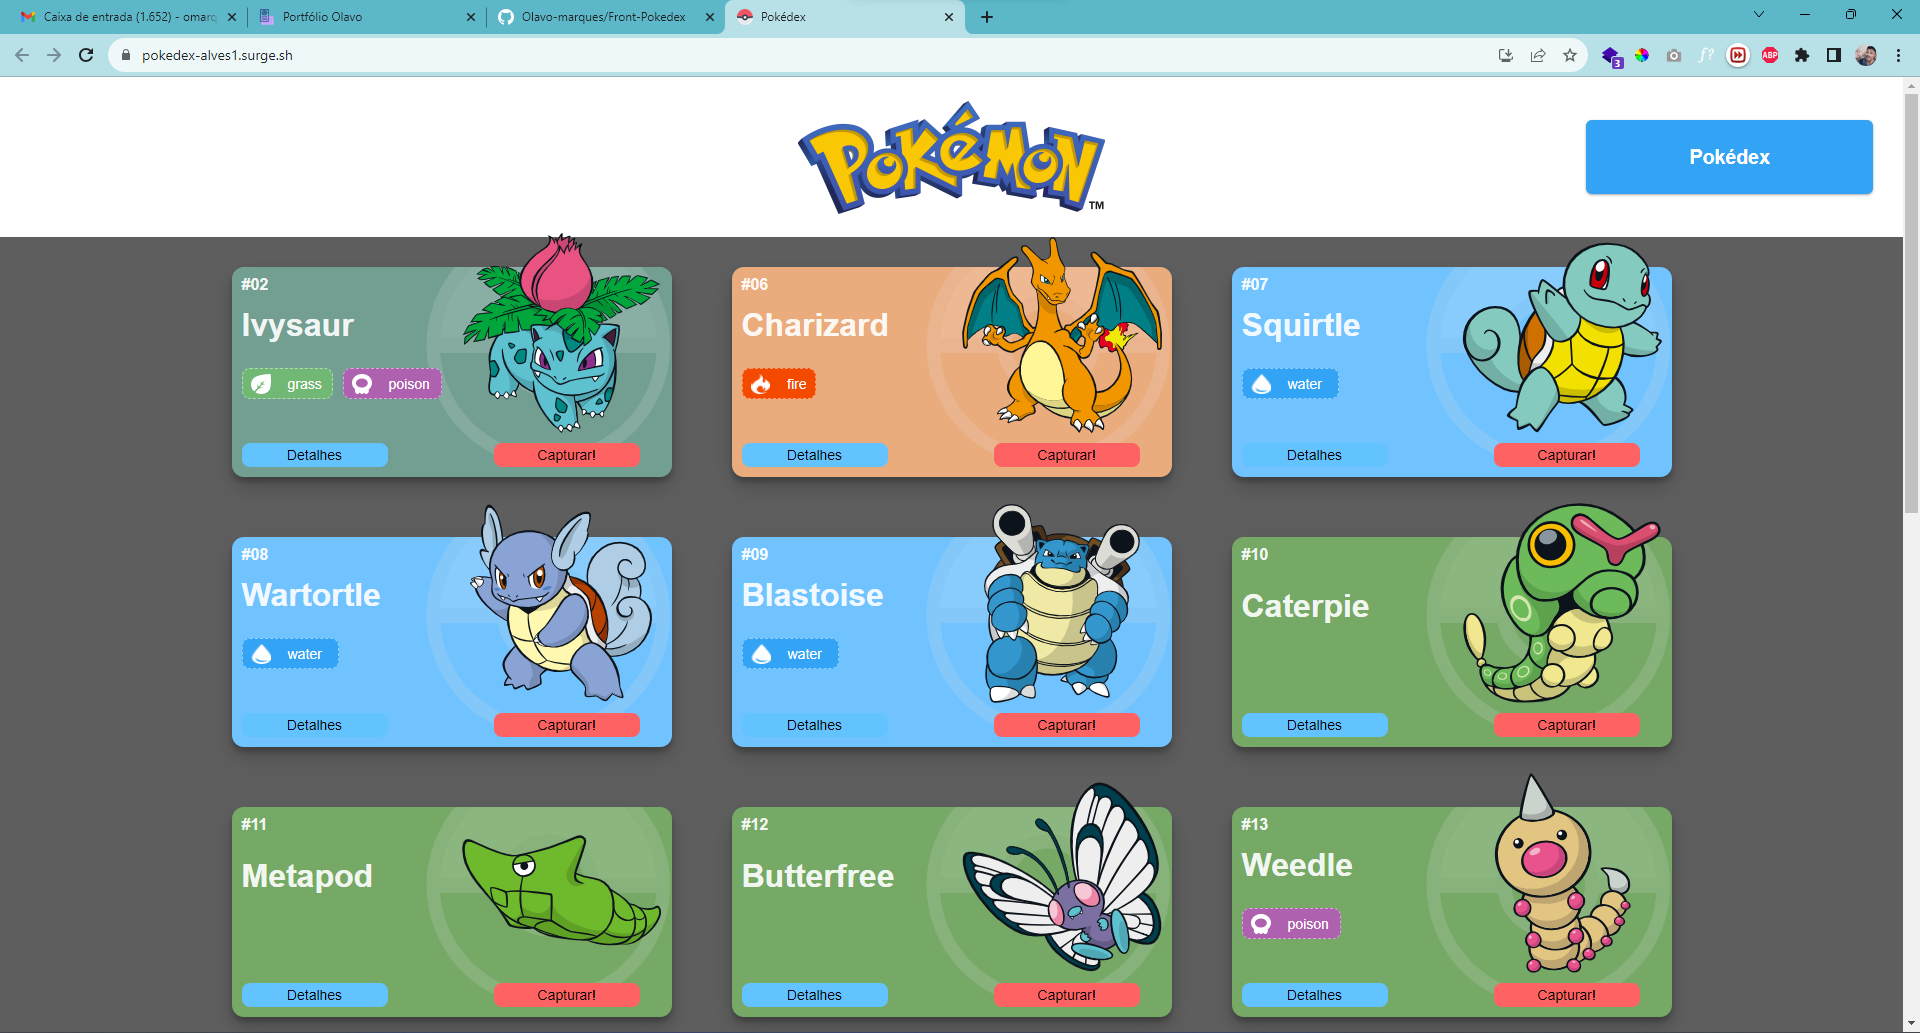 Caixa de entrada (1.652) - omarq
Portfólio Olavo
Olavo-marques/Front-Pokedex
Pokédex
pokedex-alves1.surge.sh
3
f?
ABP
POKéMON
TM
Pokédex
#02
Ivysaur
grass
poison
Detalhes
Capturar!
#06
Charizard
fire
Detalhes
Capturar!
#07
Squirtle
water
Detalhes
Capturar!
#08
Wartortle
water
Detalhes
Capturar!
#09
Blastoise
water
Detalhes
Capturar!
#10
Caterpie
Detalhes
Capturar!
#11
Metapod
Detalhes
Capturar!
#12
Butterfree
Detalhes
Capturar!
#13
Weedle
poison
Detalhes
Capturar!